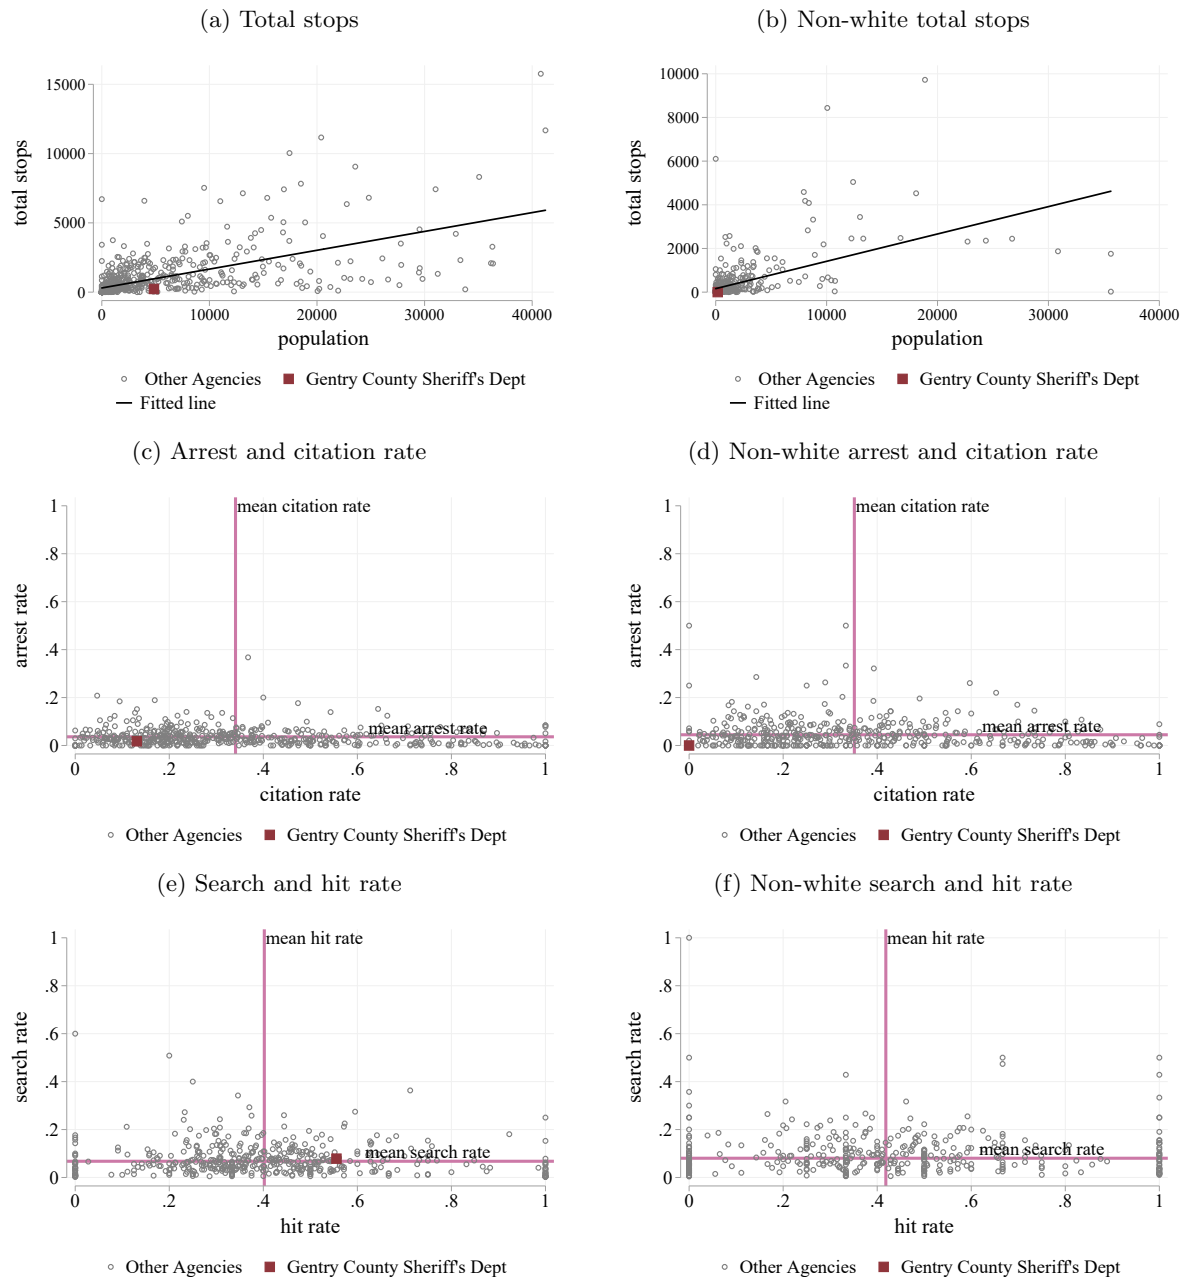 (a) Total stops
total stops
15000
10000
5000
0
0 10000 20000 30000 40000
population
Other Agencies Gentry County Sheriff's Dept
Fitted line
(b) Non-white total stops
total stops
10000
8000
6000
4000
2000
0
0 10000 20000 30000 40000
population
Other Agencies Gentry County Sheriff's Dept
Fitted line
(c) Arrest and citation rate
arrest rate
1
.8
.6
.4
.2
0
mean citation rate
mean arrest rate
0 .2 .4 .6 .8 1
citation rate
Other Agencies Gentry County Sheriff's Dept
(d) Non-white arrest and citation rate
arrest rate
1
.8
.6
.4
.2
0
mean citation rate
mean arrest rate
0 .2 .4 .6 .8 1
citation rate
Other Agencies Gentry County Sheriff's Dept
(e) Search and hit rate
search rate
1
.8
.6
.4
.2
0
mean hit rate
mean search rate
0 .2 .4 .6 .8 1
hit rate
Other Agencies Gentry County Sheriff's Dept
(f) Non-white search and hit rate
search rate
1
.8
.6
.4
.2
0
mean hit rate
mean search rate
0 .2 .4 .6 .8 1
hit rate
Other Agencies Gentry County Sheriff's Dept